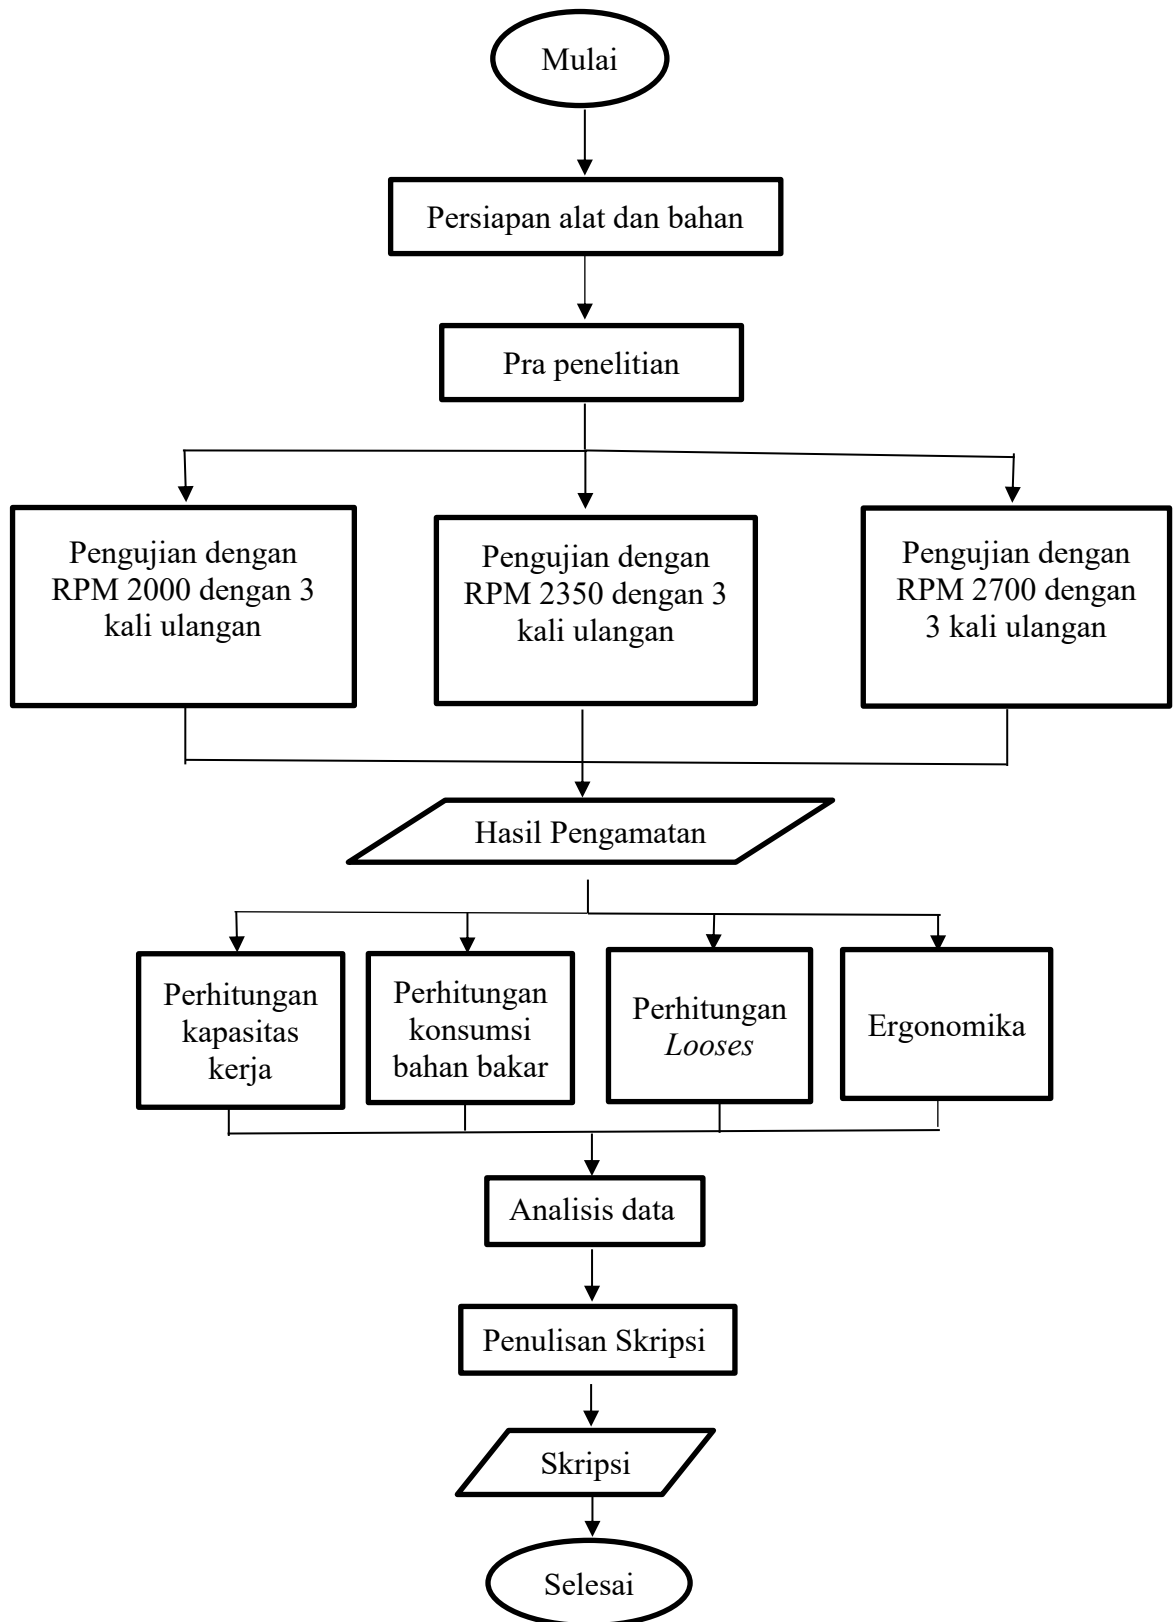 Mulai
Persiapan alat dan bahan
Pra penelitian
Pengujian dengan
RPM 2000 dengan 3
kali ulangan
Pengujian dengan
RPM 2350 dengan 3
kali ulangan
Pengujian dengan
RPM 2700 dengan
3 kali ulangan
Hasil Pengamatan
Perhitungan
kapasitas
kerja
Perhitungan
konsumsi
bahan bakar
Perhitungan
Looses
Ergonomika
Analisis data
Penulisan Skripsi
Skripsi
Selesai